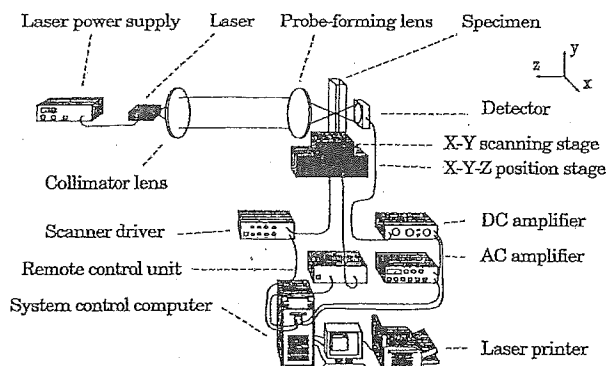 Laser power supply
Laser
Probe-forming lens
Specimen
y
z
x
Detector
X-Y scanning stage
X-Y-Z position stage
Collimator lens
Scanner driver
DC amplifier
Remote control unit
AC amplifier
System control computer
Laser printer